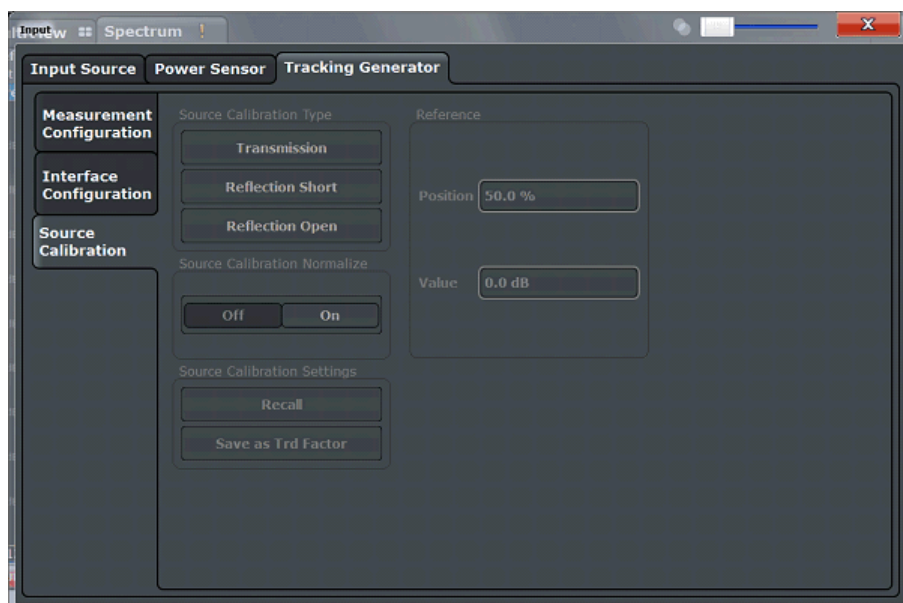 Input
Spectrum !
Input Source Power Sensor Tracking Generator
Measurement
Configuration
Interface
Configuration
Source
Calibration
Source Calibration Type
Transmission
Reflection Short
Reflection Open
Source Calibration Normalize
Off On
Source Calibration Settings
Recall
Save as Trd Factor
Reference
Position 50.0 %
Value 0.0 dB